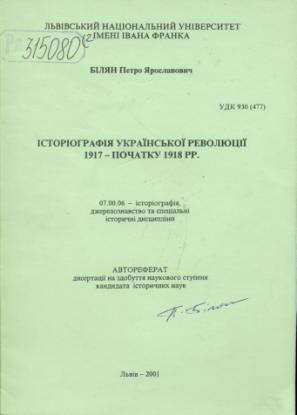 ЛЬВІВСЬКИЙ НАЦІОНАЛЬНИЙ УНІВЕРСИТЕТ
ІМЕНІ ІВАНА ФРАНКА
315080
БІЛЯН Петро Ярославович
УДК 930 (477)
ІСТОРІОГРАФІЯ УКРАЇНСЬКОЇ РЕВОЛЮЦІЇ
1917 – ПОЧАТКУ 1918 РР.
07.00.06 – історіографія,
джерелознавство та спеціальні
історичні дисципліни
АВТОРЕФЕРАТ
дисертації на здобуття наукового ступеня
кандидата історичних наук
Львів – 2001